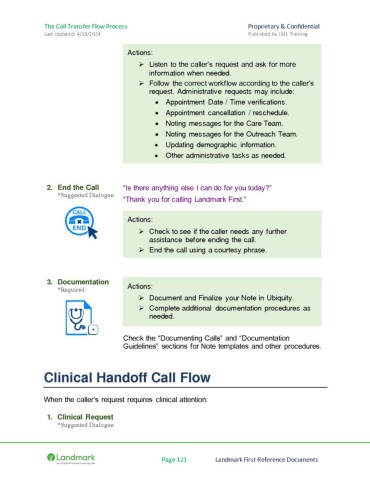 The Call Transfer Flow Process
Proprietary & Confidential
Last Updated: 4/19/2024
Published by LMS Training
Actions:
➢ Listen to the caller's request and ask for more
information when needed.
➢ Follow the correct workflow according to the caller's
request. Administrative requests may include:
• Appointment Date / Time verifications.
• Appointment cancellation / reschedule.
• Noting messages for the Care Team.
• Noting messages for the Outreach Team.
• Updating demographic information.
• Other administrative tasks as needed.
2. End the Call
*Suggested Dialogue
CALL
END
"Is there anything else I can do for you today?"
"Thank you for calling Landmark First."
Actions:
➢ Check to see if the caller needs any further
assistance before ending the call.
➢ End the call using a courtesy phrase.
3. Documentation
*Required
Actions:
➢ Document and Finalize your Note in Ubiquity.
➢ Complete additional documentation procedures as
needed.
Check the "Documenting Calls" and "Documentation
Guidelines" sections for Note templates and other procedures.
Clinical Handoff Call Flow
When the caller's request requires clinical attention:
1. Clinical Request
*Suggested Dialogue
Landmark
Page 121
Landmark First Reference Documents